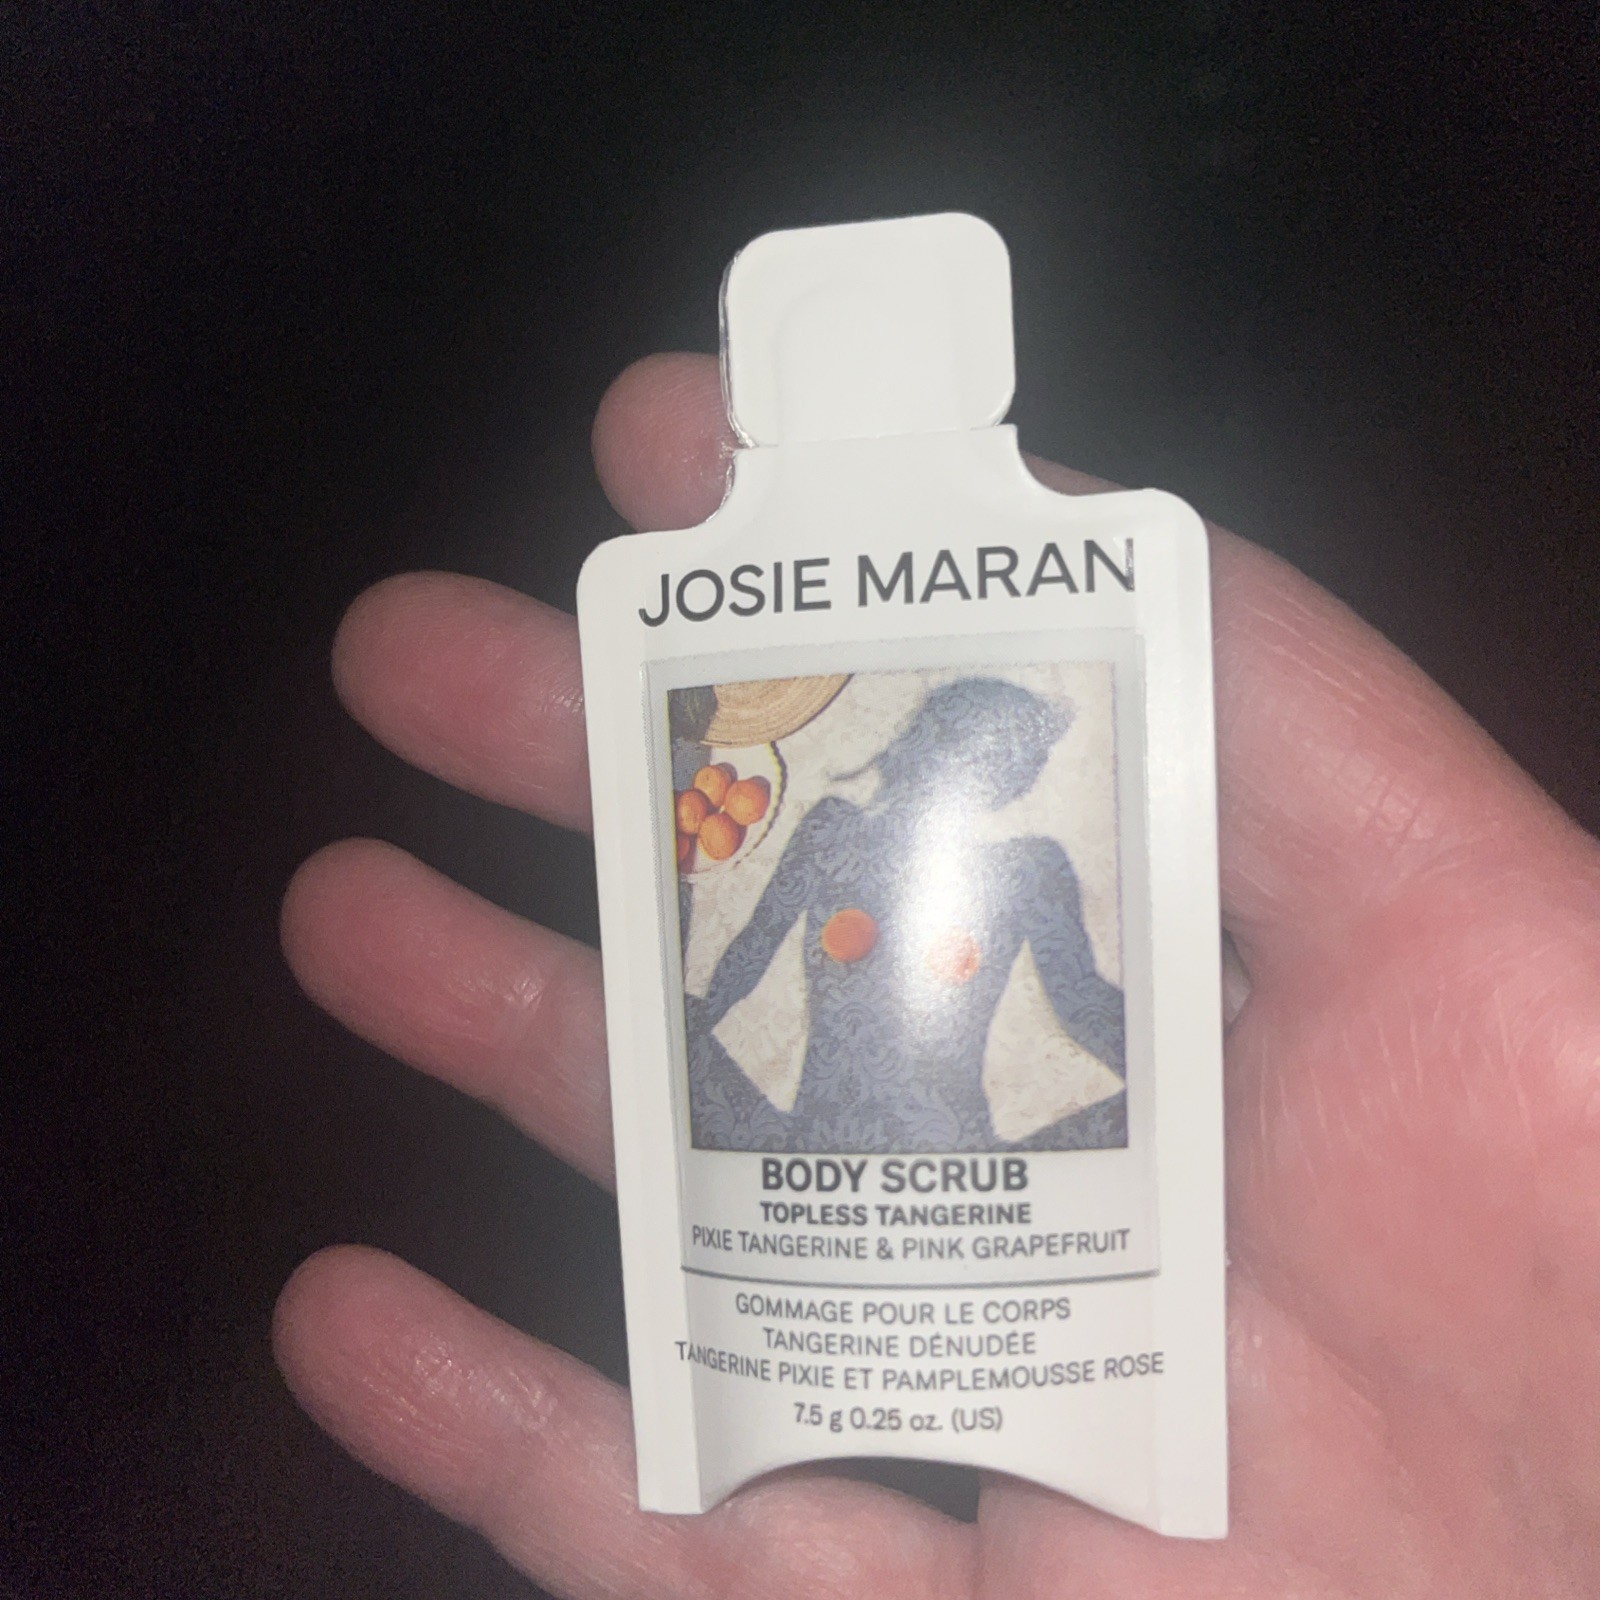 JOSIE MARAN
BODY SCRUB
TOPLESS TANGERINE
PIXIE TANGERINE & PINK GRAPEFRUIT
GOMMAGE POUR LE CORPS
TANGERINE DÉNUDÉE
TANGERINE PIXIE ET PAMPLEMOUSSE ROSE
7.5 g 0.25 oz. (US)